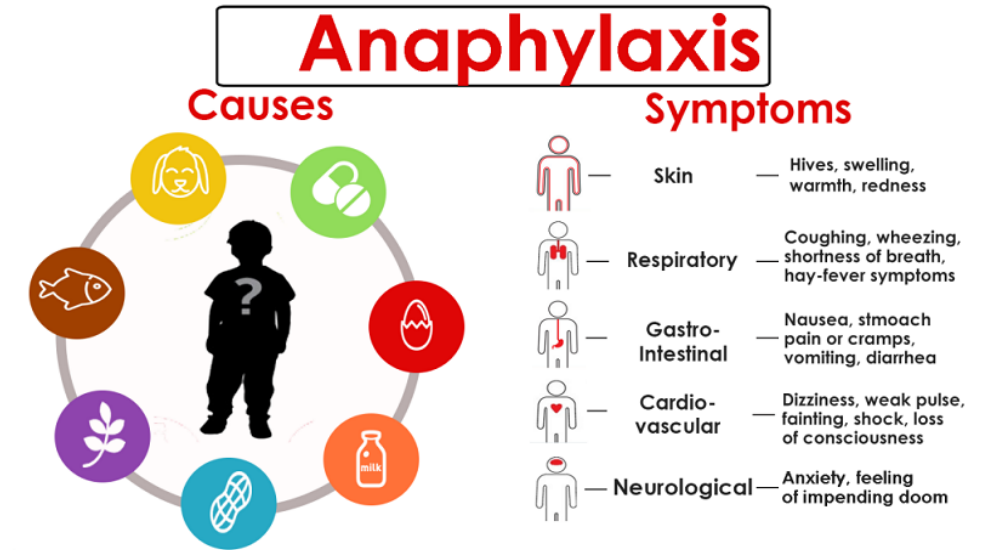 Anaphylaxis
Causes
?
milk
Symptoms
Skin
Hives, swelling,
warmth, redness
Respiratory
Coughing, wheezing,
shortness of breath,
hay-fever symptoms
Gastro-
Intestinal
Nausea, stmoach
pain or cramps,
vomiting, diarrhea
Cardio-
vascular
Dizziness, weak pulse,
fainting, shock, loss
of consciousness
Neurological
Anxiety, feeling
of impending doom